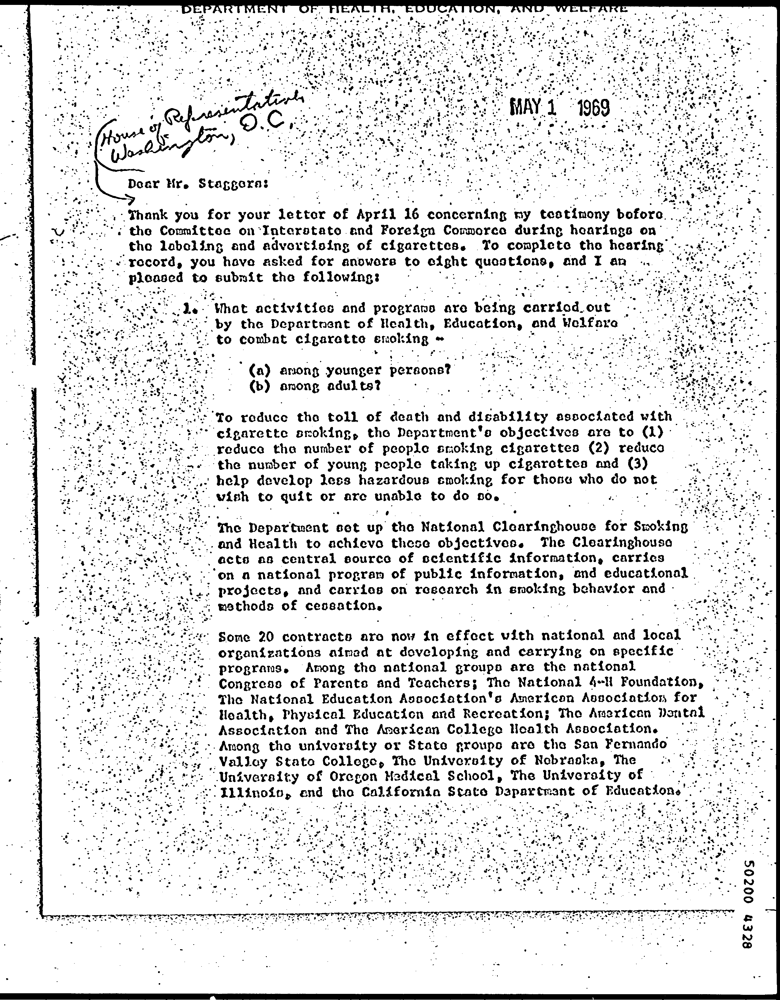 DEPARTMENT OF HEALTH, EDUCATION, AND WELFARE
MAY 1 1969
House of Representatives
Washington, D.C.
Dear Mr. Staggers:
Thank you for your letter of April 16 concerning my testimony before
the Committee on Interstate and Foreign Commerce during hearings on
the labeling and advertising of cigarettes. To complete the hearing
record, you have asked for answers to eight questions, and I am
pleased to submit the following:
1. What activities and programs are being carried out
by the Department of Health, Education, and Welfare
to combat cigarette smoking -
(a) among younger persons?
(b) among adults?
To reduce the toll of death and disability associated with
cigarette smoking, the Department's objectives are to (1)
reduce the number of people smoking cigarettes (2) reduce
the number of young people taking up cigarettes and (3)
help develop less hazardous smoking for those who do not
wish to quit or are unable to do so.
The Department set up the National Clearinghouse for Smoking
and Health to achieve these objectives. The Clearinghouse
acts as central source of scientific information, carries
on a national program of public information, and educational
projects, and carries on research in smoking behavior and
methods of cessation.
Some 20 contracts are now in effect with national and local
organizations aimed at developing and carrying on specific
programs. Among the national groups are the national
Congress of Parents and Teachers; The National 4-H Foundation,
The National Education Association's American Association for
Health, Physical Education and Recreation; The American Dental
Association and The American College Health Association.
Among the university or State groups are the San Fernando
Valley State College, The University of Nebraska, The
University of Oregon Medical School, The University of
Illinois, and the California State Department of Education.
50200 4328